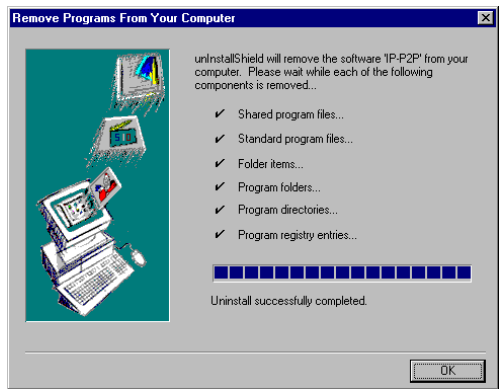 Remove Programs From Your Computer
unInstallShield will remove the software 'IP-P2P' from your
computer. Please wait while each of the following
components is removed...
Shared program files...
Standard program files...
Folder items...
Program folders...
Program directories...
Program registry entries...
Uninstall successfully completed.
OK